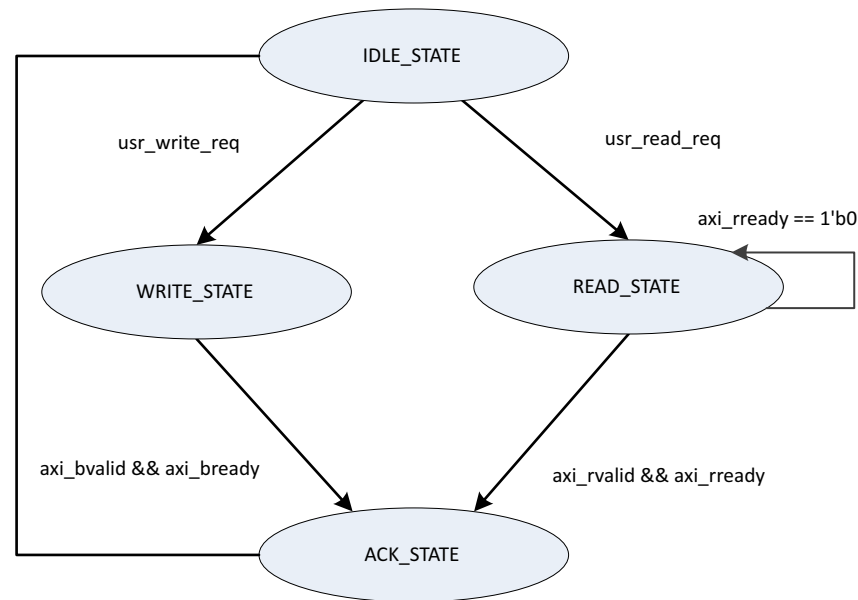 IDLE_STATE
usr_write_req
usr_read_req
axi_rready == 1'b0
WRITE_STATE
READ_STATE
axi_bvalid && axi_bready
axi_rvalid && axi_rready
ACK_STATE